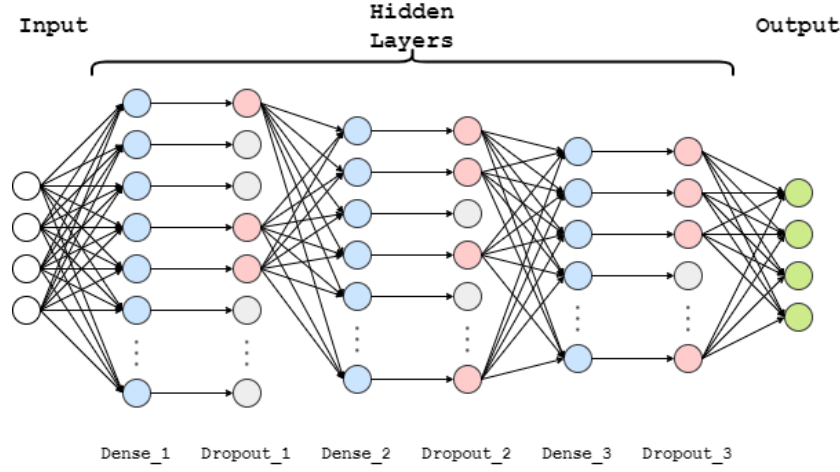 Input
Hidden
Layers
Output
Dense_1
Dropout_1
Dense_2
Dropout_2
Dense_3
Dropout_3